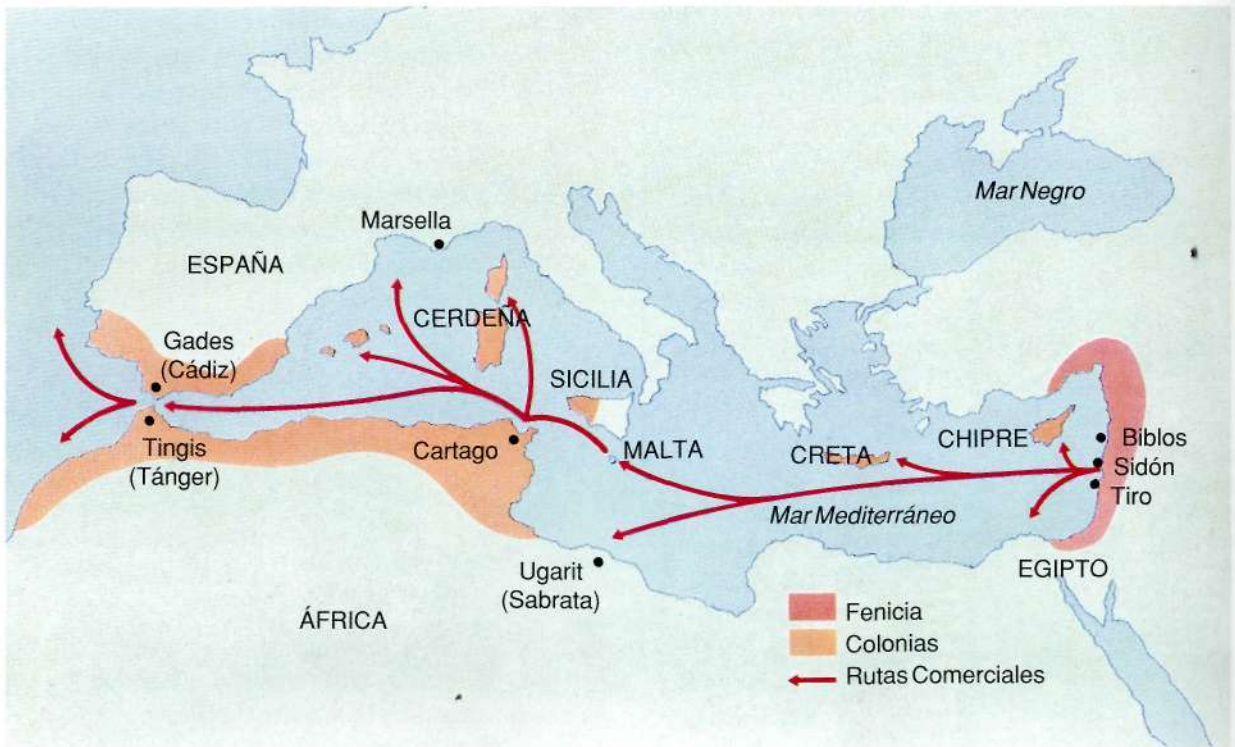 Mar Negro
Marsella
ESPAÑA
CERDEÑA
Gades
(Cádiz)
SICILIA
Tingis
(Tánger)
Cartago
MALTA
CRETA
CHIPRE
Biblos
Sidón
Tiro
Mar Mediterráneo
Ugarit
(Sabrata)
EGIPTO
ÁFRICA
Fenicia
Colonias
Rutas Comerciales